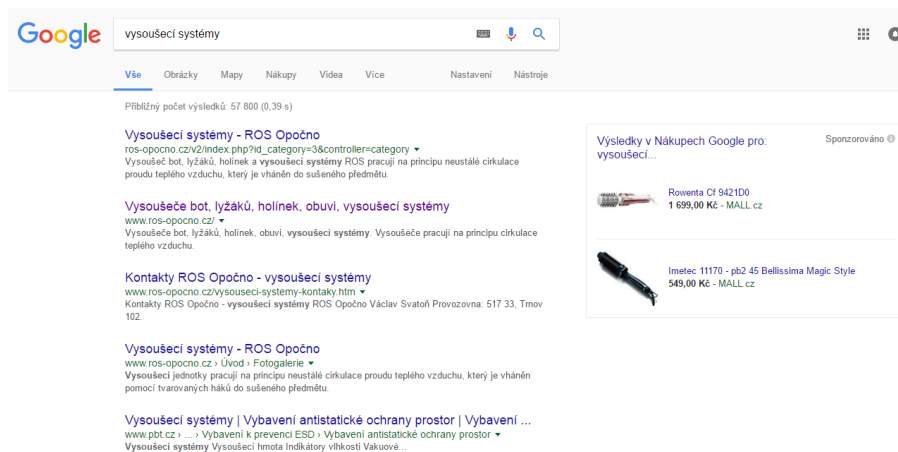 Google
vysoušecí systémy
Vše Obrázky Mapy Nákupy Videa Více Nastavení Nástroje
Přibližný počet výsledků: 57 800 (0,39 s)
Vysoušecí systémy - ROS Opočno
ros-opocno.cz/v2/index.php?id_category=3&controller=category
Vysoušeč bot, lyžáků, holínek a vysoušecí systémy ROS pracují na principu neustálé cirkulace
proudu teplého vzduchu, který je vháněn do sušeného předmětu.
Vysoušeče bot, lyžáků, holínek, obuvi, vysoušecí systémy
www.ros-opocno.cz/
Vysoušeče bot, lyžáků, holínek, obuvi, vysoušecí systémy. Vysoušeče pracují na principu cirkulace
teplého vzduchu.
Kontakty ROS Opočno - vysoušecí systémy
www.ros-opocno.cz/vysouseci-systemy-kontaky.htm
Kontakty ROS Opočno - vysoušecí systémy ROS Opočno Václav Svatoň Provozovna: 517 33, Trnov
102.
Vysoušecí systémy - ROS Opočno
www.ros-opocno.cz › Úvod › Fotogalerie
Vysoušecí jednotky pracují na principu neustálé cirkulace proudu teplého vzduchu, který je vháněn
pomocí tvarovaných háků do sušeného předmětu.
Vysoušecí systémy | Vybavení antistatické ochrany prostor | Vybavení ...
www.pbt.cz › ... › Vybavení k prevenci ESD › Vybavení antistatické ochrany prostor
Vysoušecí systémy Vysoušecí hmota Indikátory vlhkosti Vakuové...
Výsledky v Nákupech Google pro: Sponzorováno
vysoušecí...
Rowenta Cf 9421D0
1 699,00 Kč - MALL.cz
Imetec 11170 - pb2 45 Bellissima Magic Style
549,00 Kč - MALL.cz